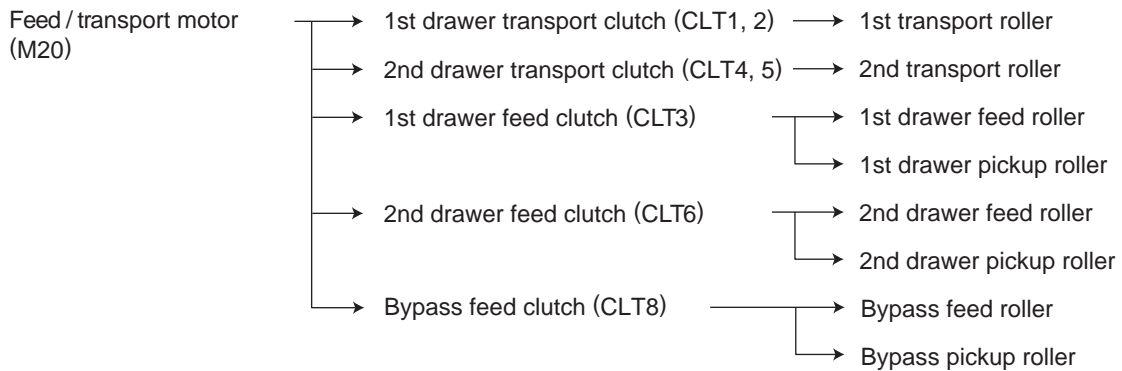 Feed / transport motor
(M20)
1st drawer transport clutch (CLT1, 2)
1st transport roller
2nd drawer transport clutch (CLT4, 5)
2nd transport roller
1st drawer feed clutch (CLT3)
1st drawer feed roller
1st drawer pickup roller
2nd drawer feed clutch (CLT6)
2nd drawer feed roller
2nd drawer pickup roller
Bypass feed clutch (CLT8)
Bypass feed roller
Bypass pickup roller